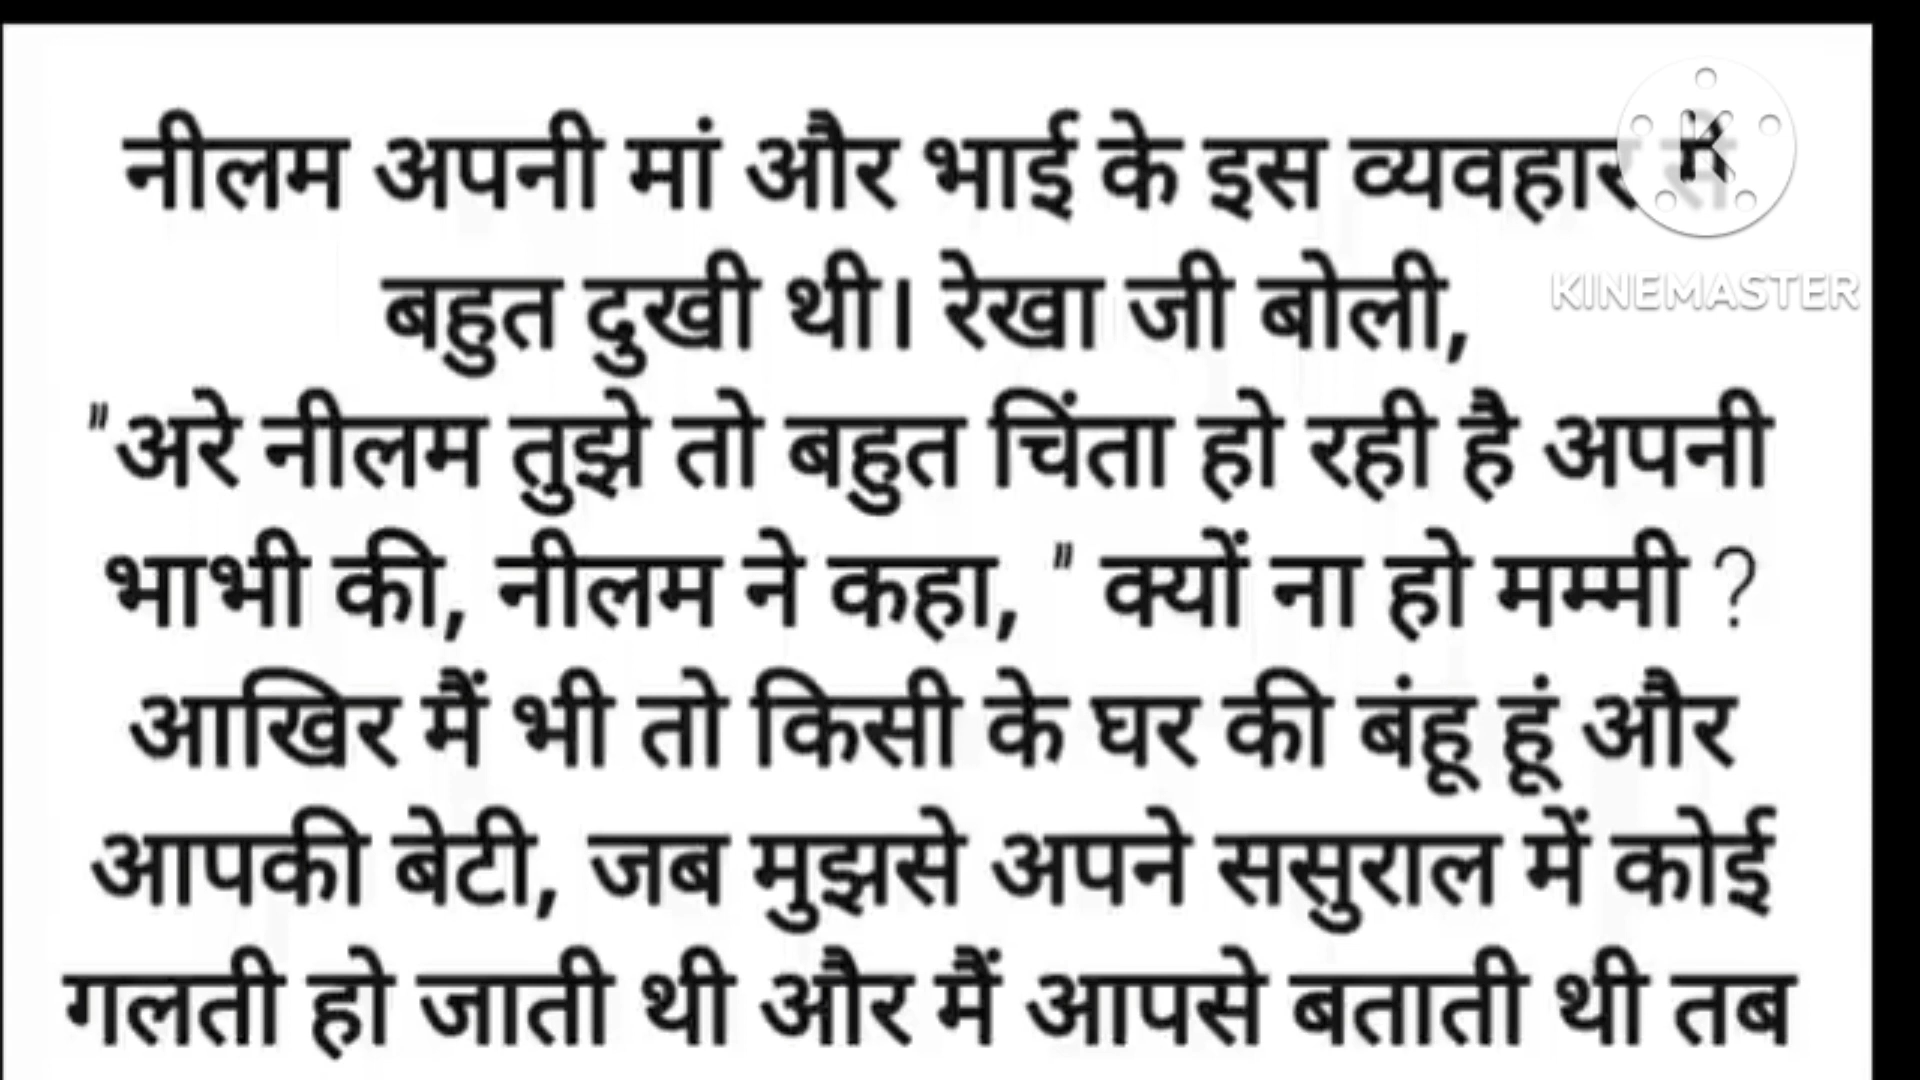 नीलम अपनी मां और भाई के इस व्यवहार से
बहुत दुखी थी। रेखा जी बोली,
KINEMASTER
"अरे नीलम तुझे तो बहुत चिंता हो रही है अपनी
भाभी की, नीलम ने कहा, " क्यों ना हो मम्मी ?
आखिर मैं भी तो किसी के घर की बंहू हूं और
आपकी बेटी, जब मुझसे अपने ससुराल में कोई
गलती हो जाती थी और मैं आपसे बताती थी तब